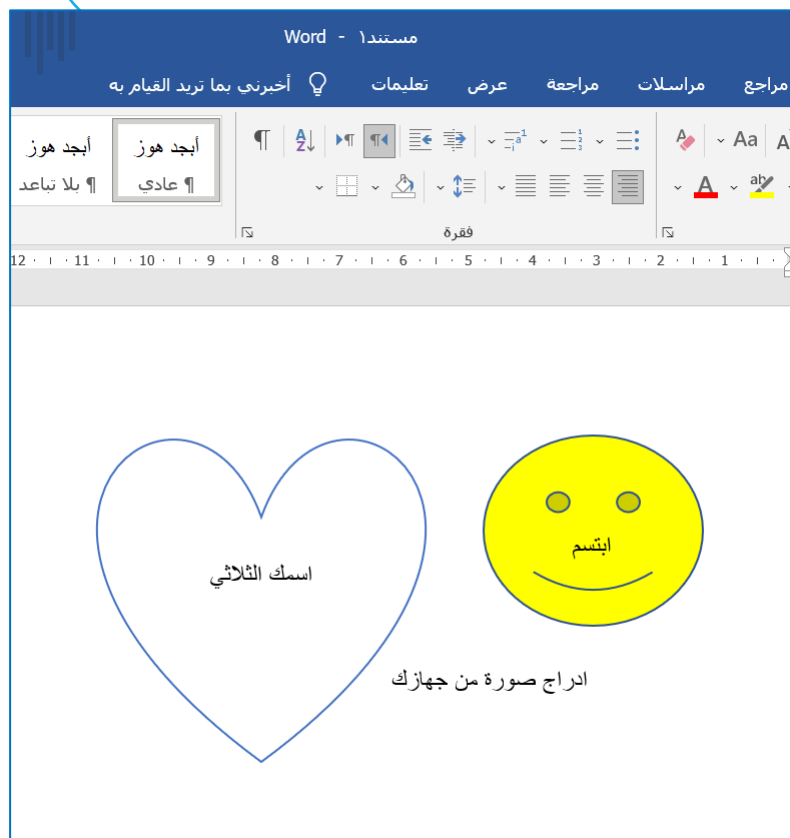 مستند١ - Word
مراجع مراسلات مراجعة عرض تعليمات أخبرني بما تريد القيام به
أبجد هوز أبجد هوز
¶ عادي ¶ بلا تباعد
فقرة
1 2 3 4 5 6 7 8 9 10 11 12
ابتسم
اسمك الثلاثي
ادراج صورة من جهازك